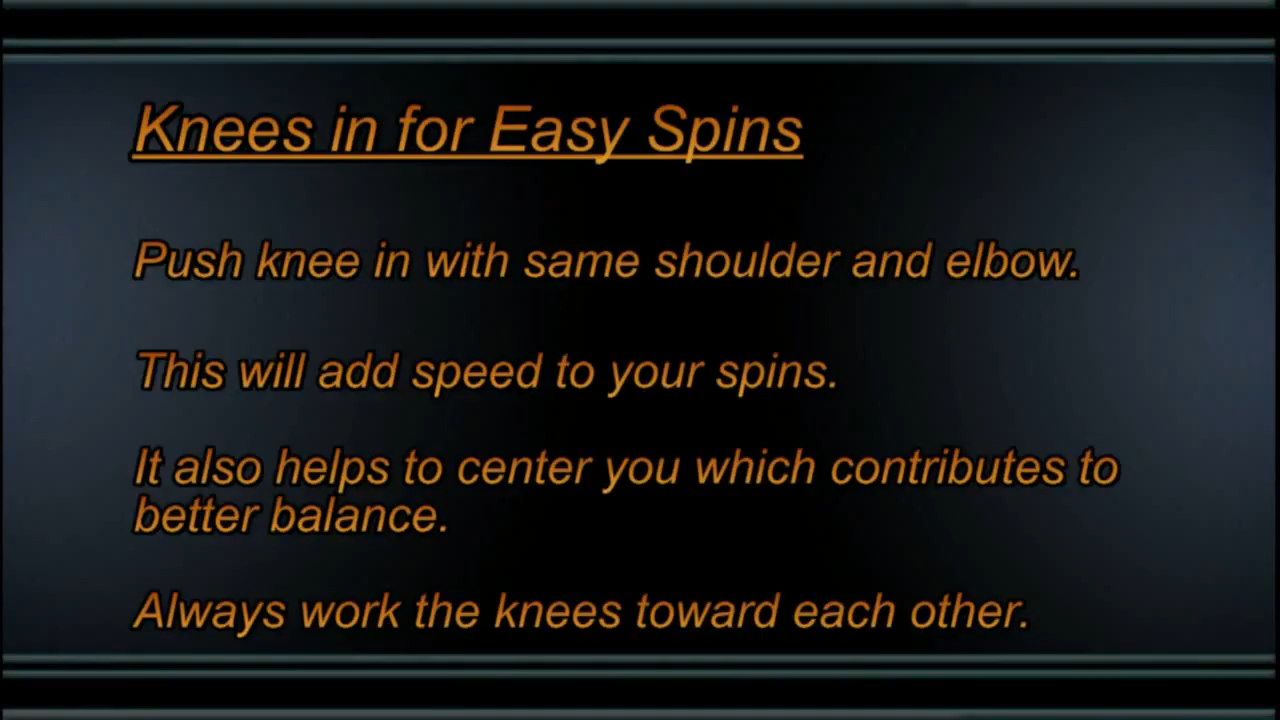 Knees in for Easy Spins
Push knee in with same shoulder and elbow.
This will add speed to your spins.
It also helps to center you which contributes to
better balance.
Always work the knees toward each other.